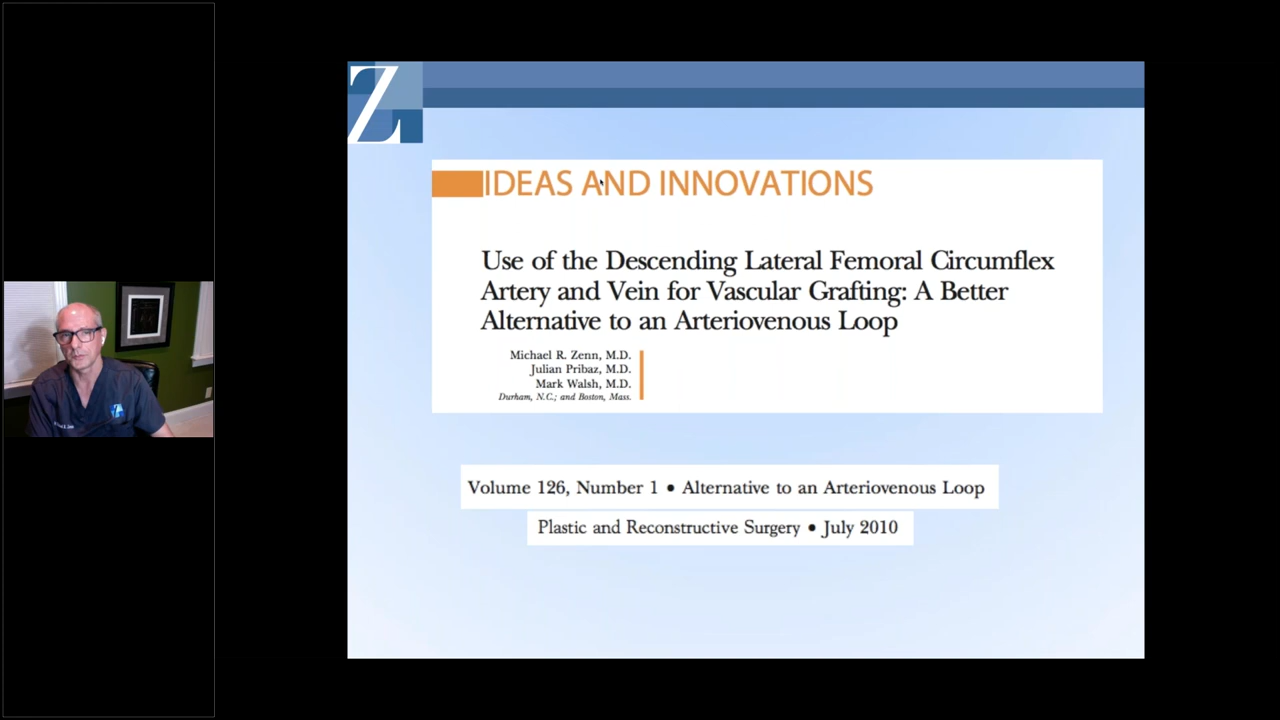 Z
IDEAS AND INNOVATIONS
Use of the Descending Lateral Femoral Circumflex
Artery and Vein for Vascular Grafting: A Better
Alternative to an Arteriovenous Loop
Michael R. Zenn, M.D.
Julian Pribaz, M.D.
Mark Walsh, M.D.
Durham, N.C.; and Boston, Mass.
Volume 126, Number 1 • Alternative to an Arteriovenous Loop
Plastic and Reconstructive Surgery • July 2010